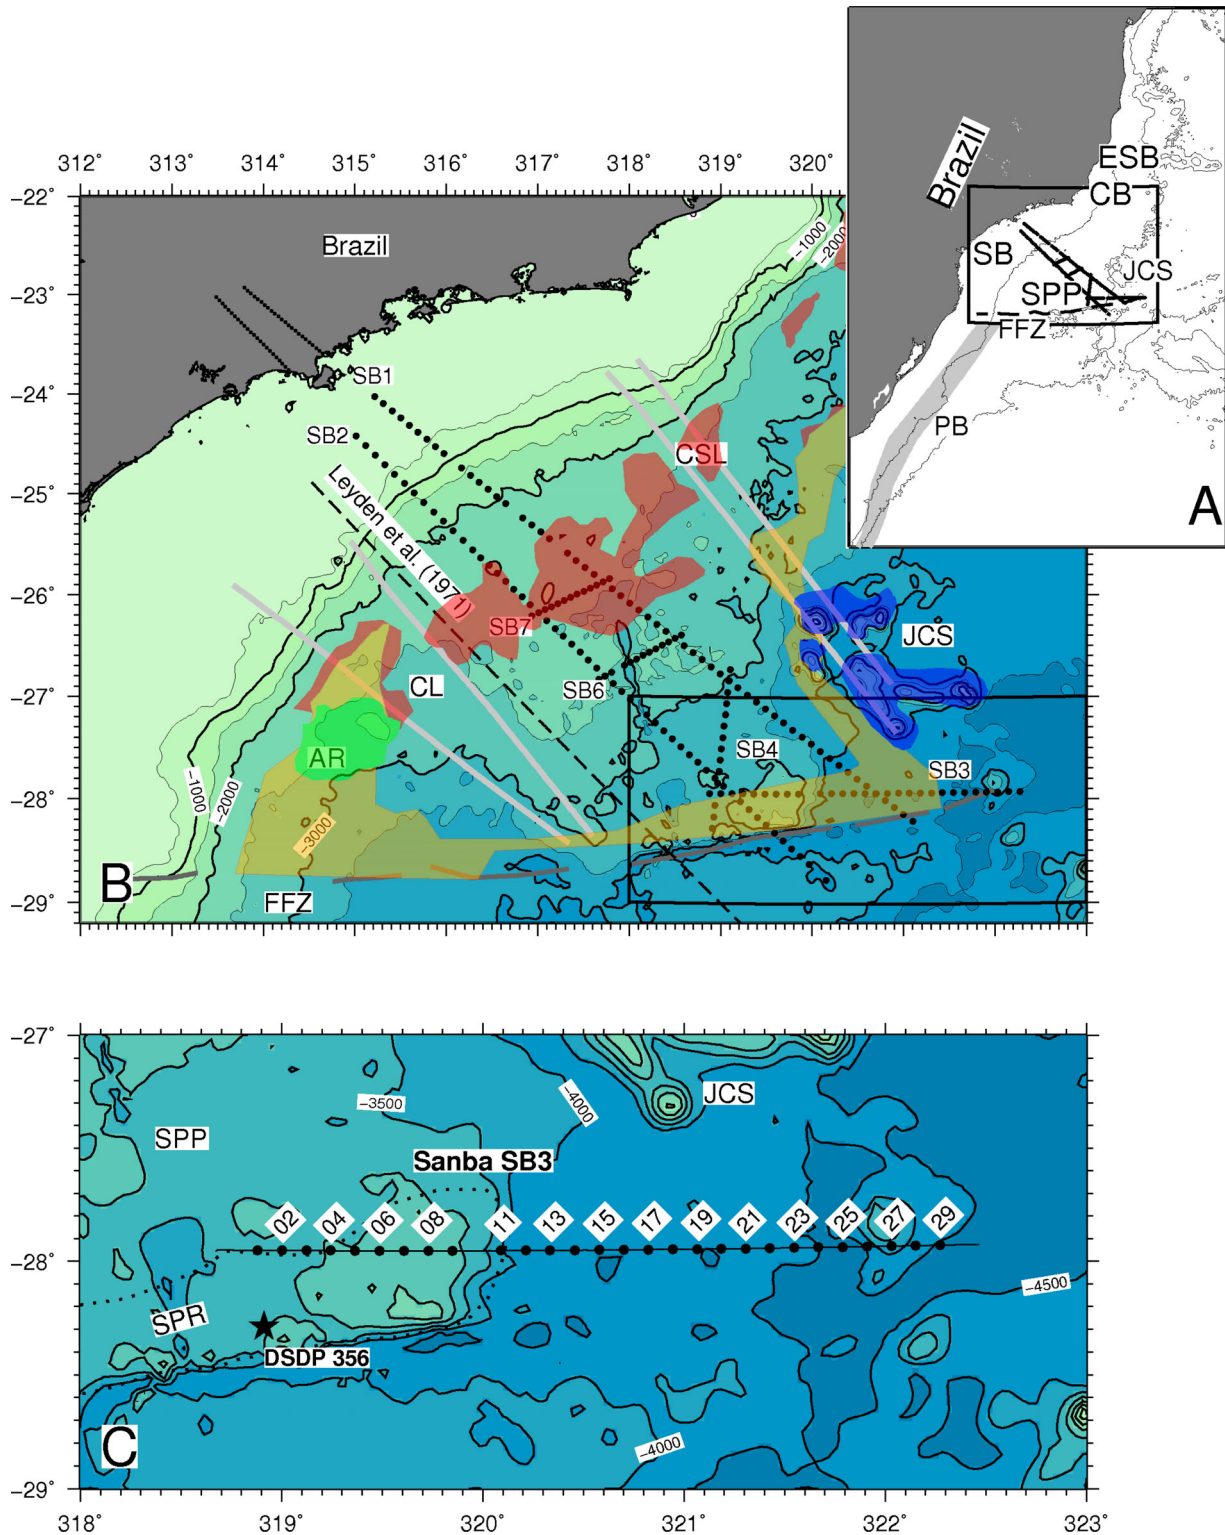 Brazil
ESB
CB
SB
JCS
SPP
FFZ
PB
A
312° 313° 314° 315° 316° 317° 318° 319° 320°
−22°
−23°
−24°
−25°
−26°
−27°
−28°
−29°
Brazil
−1000
−2000
SB1
SB2
CSL
Leyden et al. (1971)
SB7
JCS
CL
SB6
SB4
SB3
AR
−1000
−2000
−3000
B
FFZ
−27°
−28°
−29°
JCS
−3500
−4000
SPP
Sanba SB3
02 04 06 08 11 13 15 17 19 21 23 25 27 29
−4500
SPR
DSDP 356
−4000
C
318° 319° 320° 321° 322° 323°